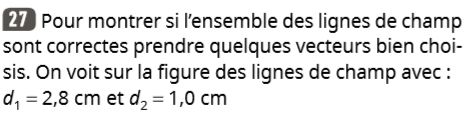 27 Pour montrer si l'ensemble des lignes de champ
sont correctes prendre quelques vecteurs bien choi-
sis. On voit sur la figure des lignes de champ avec :
d₁ = 2,8 cm et d₂ = 1,0 cm